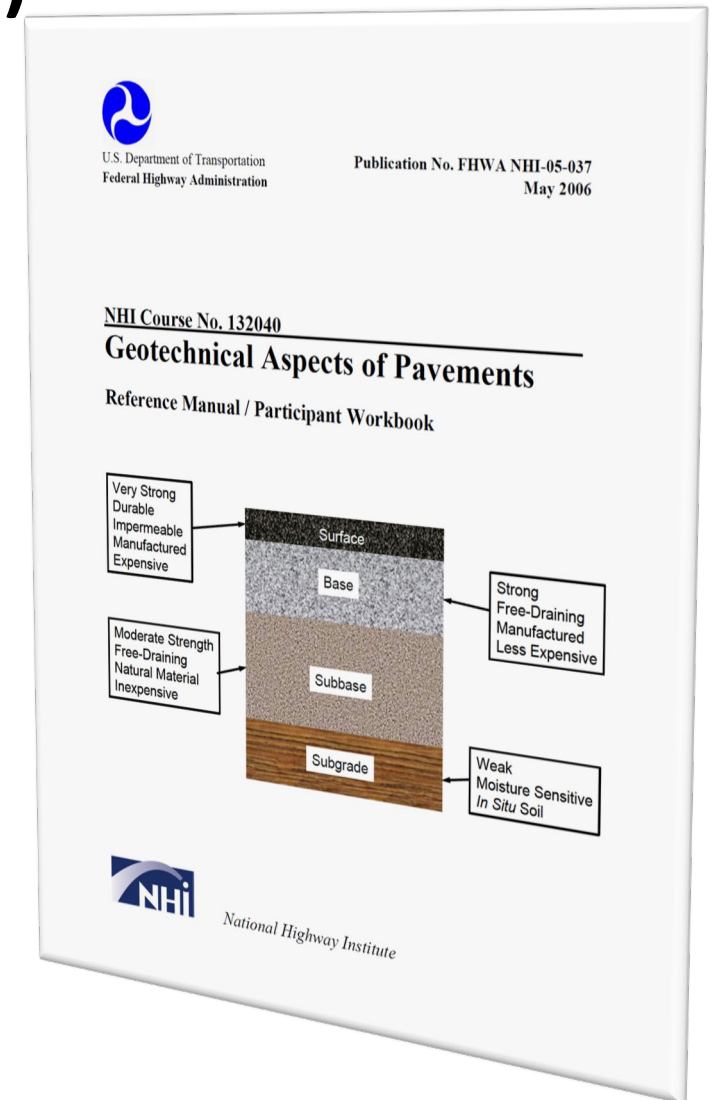 U.S. Department of Transportation
Federal Highway Administration
Publication No. FHWA NHI-05-037
May 2006
NHI Course No. 132040
Geotechnical Aspects of Pavements
Reference Manual / Participant Workbook
Very Strong
Durable
Impermeable
Manufactured
Expensive
Surface
Base
Strong
Free-Draining
Manufactured
Less Expensive
Moderate Strength
Free-Draining
Natural Material
Inexpensive
Subbase
Subgrade
Weak
Moisture Sensitive
In Situ Soil
NHI
National Highway Institute